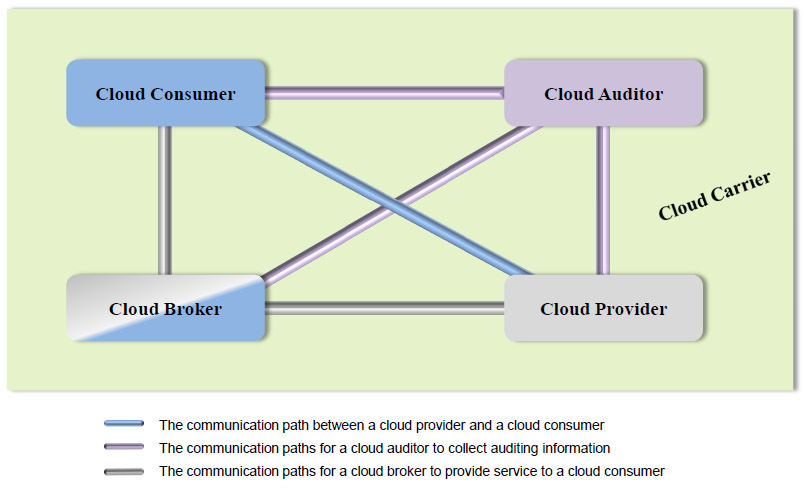 Cloud Consumer
Cloud Auditor
Cloud Carrier
Cloud Broker
Cloud Provider
The communication path between a cloud provider and a cloud consumer
The communication paths for a cloud auditor to collect auditing information
The communication paths for a cloud broker to provide service to a cloud consumer